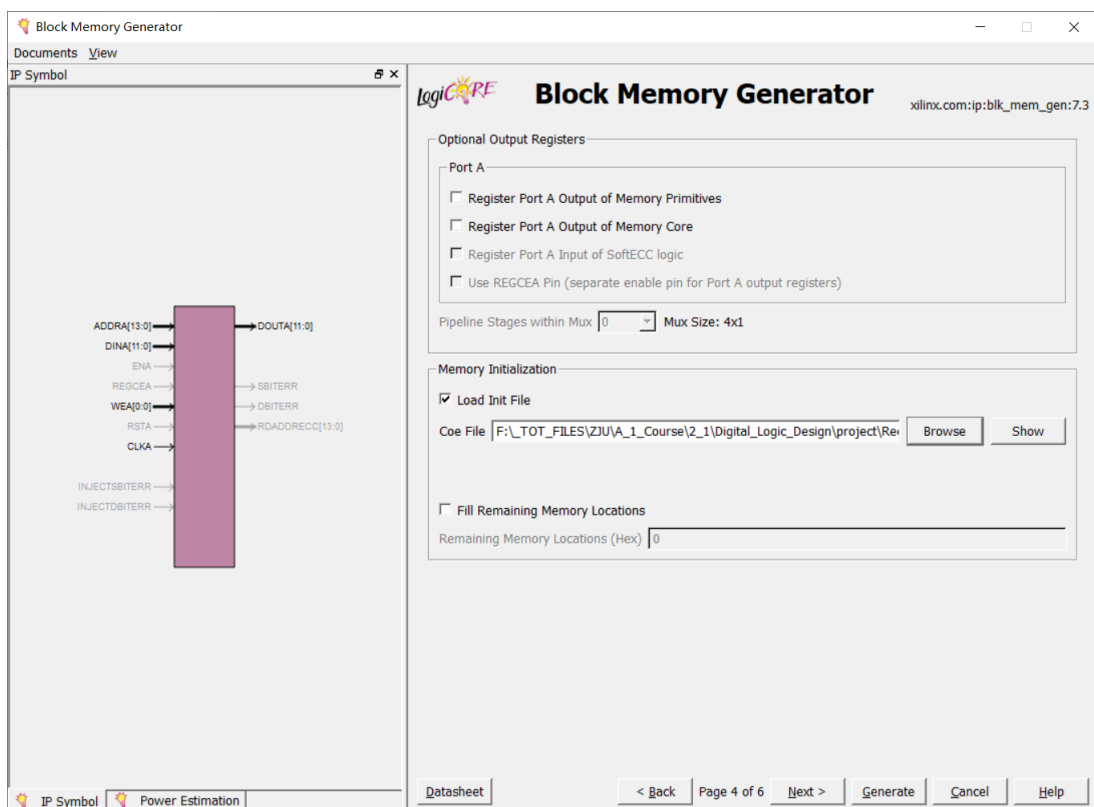 Block Memory Generator
Documents View
IP Symbol
ADDRA[13:0]
DINA[11:0]
ENA
REGCEA
WEA[0:0]
RSTA
CLKA
INJECTSBITERR
INJECTDBITERR
DOUTA[11:0]
SBITERR
DBITERR
RDADDRECC[13:0]
IP Symbol
Power Estimation
LogiCORE
Block Memory Generator
xilinx.com:ip:blk_mem_gen:7.3
Optional Output Registers
Port A
Register Port A Output of Memory Primitives
Register Port A Output of Memory Core
Register Port A Input of SoftECC logic
Use REGCEA Pin (separate enable pin for Port A output registers)
Pipeline Stages within Mux 0 Mux Size: 4x1
Memory Initialization
Load Init File
Coe File F:\_TOT_FILES\ZJU\A_1_Course\2_1\Digital_Logic_Design\project\Re Browse Show
Fill Remaining Memory Locations
Remaining Memory Locations (Hex) 0
Datasheet < Back Page 4 of 6 Next > Generate Cancel Help